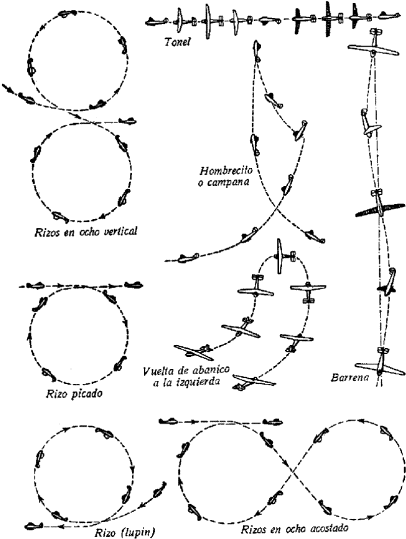 Tonel
Hombrecito
o campana
Rizos en ocho vertical
Vuelta de abanico
a la izquierda
Barrena
Rizo picado
Rizo (lupin)
Rizos en ocho acostado